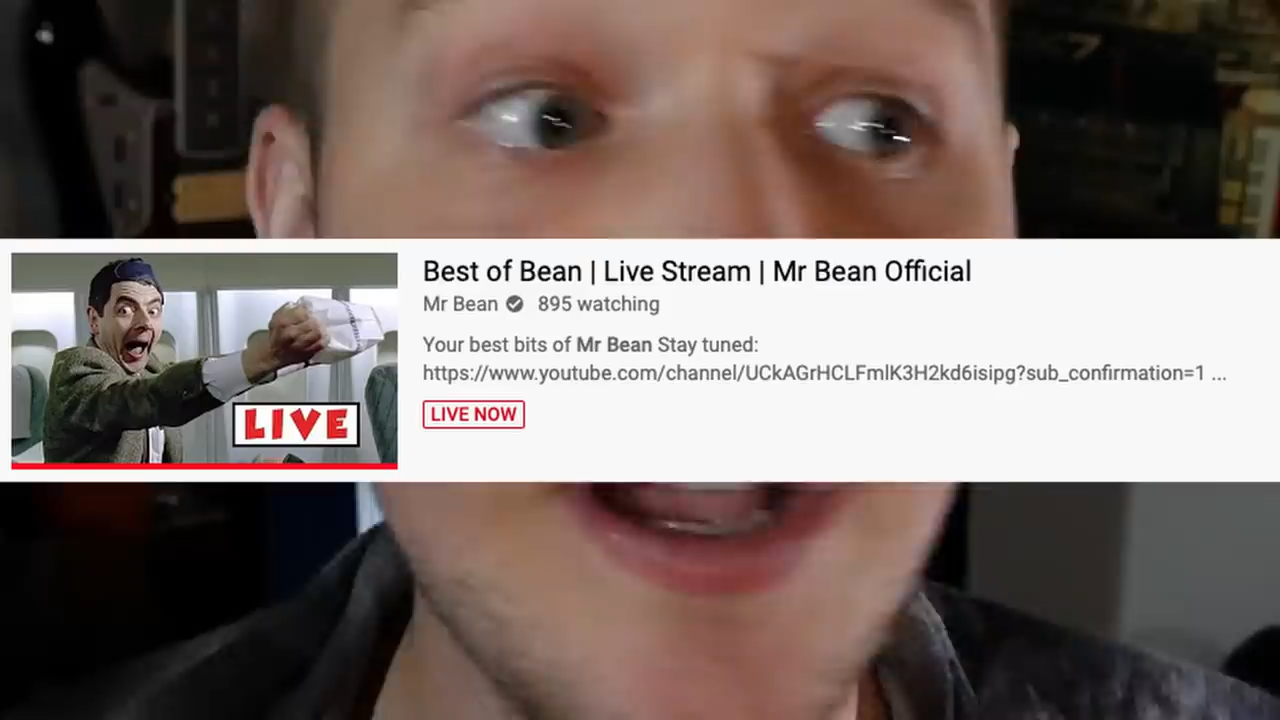 Best of Bean | Live Stream | Mr Bean Official
Mr Bean 895 watching
Your best bits of Mr Bean Stay tuned:
https://www.youtube.com/channel/UCkAGrHCLFmlK3H2kd6isipg?sub_confirmation=1 ...
LIVE
LIVE NOW